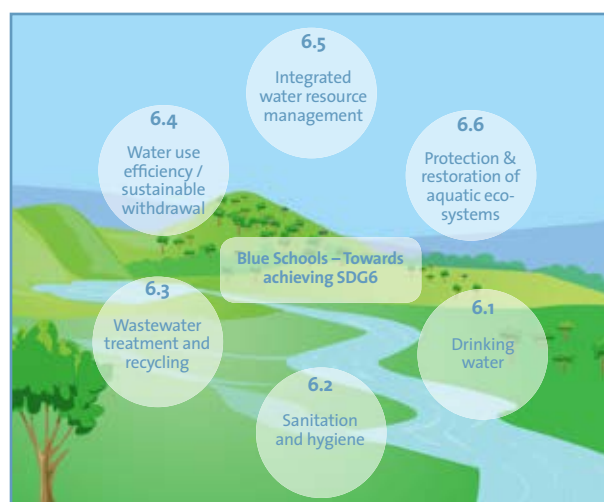 6.5
Integrated
water resource
management
6.4
Water use
efficiency /
sustainable
withdrawal
6.6
Protection &
restoration of
aquatic eco-
systems
Blue Schools – Towards
achieving SDG6
6.3
Wastewater
treatment and
recycling
6.1
Drinking
water
6.2
Sanitation
and hygiene